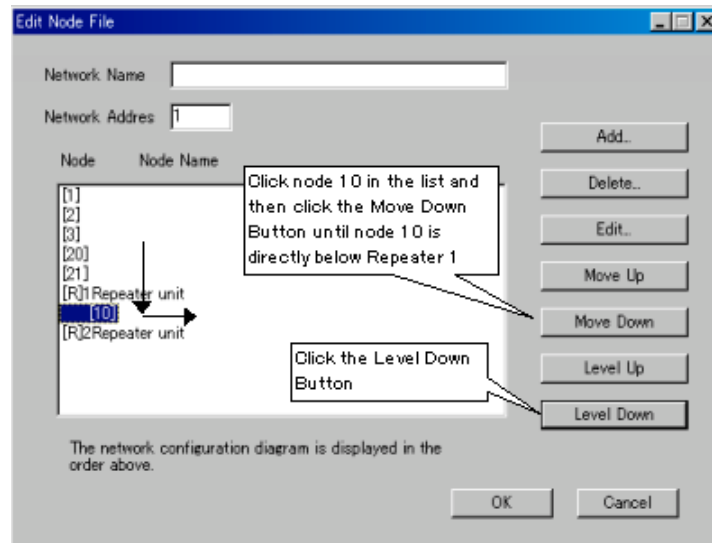 Edit Node File
Network Name
Network Addres 1
Node Node Name
[1]
[2]
[3]
[20]
[21]
[R]1Repeater unit
[10]
[R]2Repeater unit
Click node 10 in the list and
then click the Move Down
Button until node 10 is
directly below Repeater 1
Click the Level Down
Button
Add...
Delete...
Edit...
Move Up
Move Down
Level Up
Level Down
The network configuration diagram is displayed in the
order above.
OK Cancel